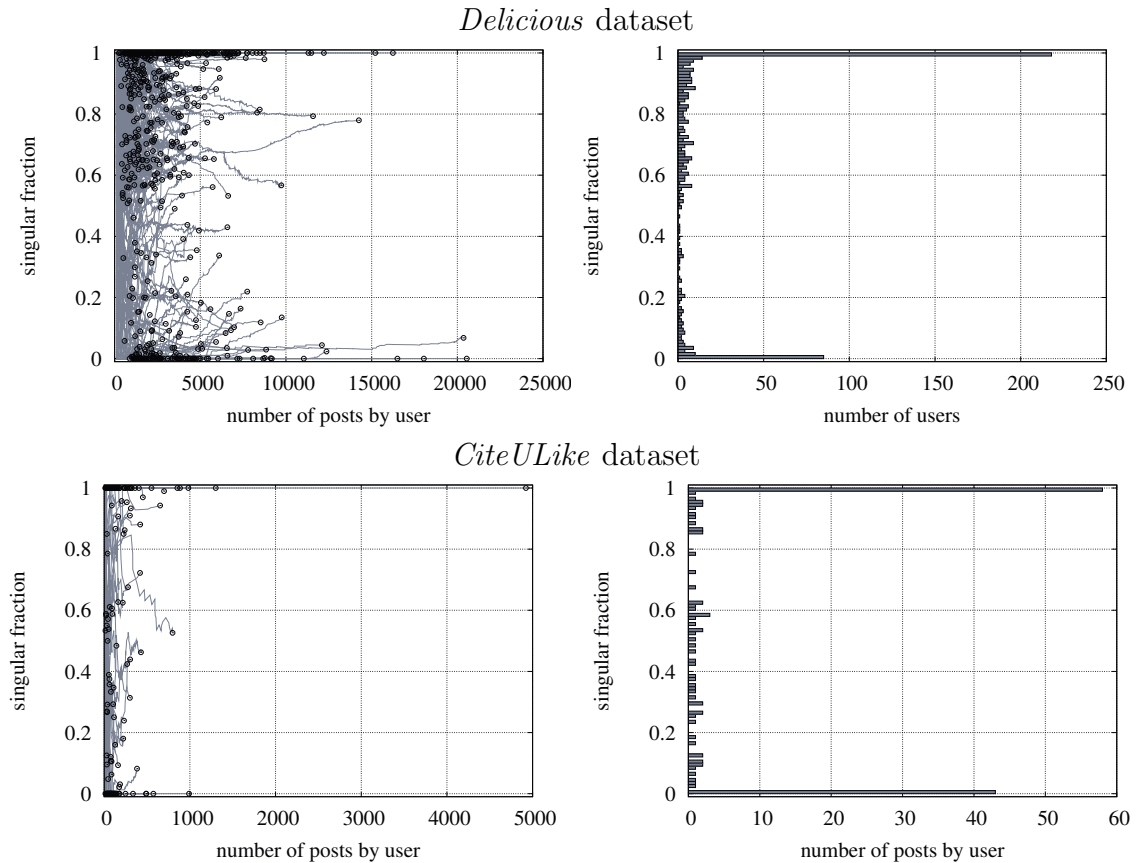 Delicious dataset
1
0.8
0.6
0.4
0.2
0
singular fraction
0 5000 10000 15000 20000 25000
number of posts by user
1
0.8
0.6
0.4
0.2
0
singular fraction
0 50 100 150 200 250
number of users
CiteULike dataset
1
0.8
0.6
0.4
0.2
0
singular fraction
0 1000 2000 3000 4000 5000
number of posts by user
1
0.8
0.6
0.4
0.2
0
singular fraction
0 10 20 30 40 50 60
number of posts by user